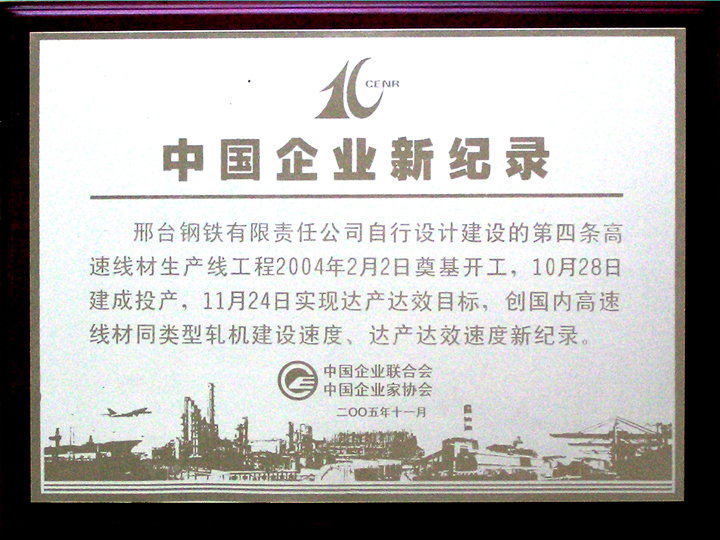 10
CENR
中国企业新纪录
邢台钢铁有限责任公司自行设计建设的第四条高
速线材生产线工程2004年2月2日奠基开工，10月28日
建成投产，11月24日实现达产达效目标，创国内高速
线材同类型轧机建设速度、达产达效速度新纪录。
中国企业联合会
中国企业家协会
二〇〇五年十一月